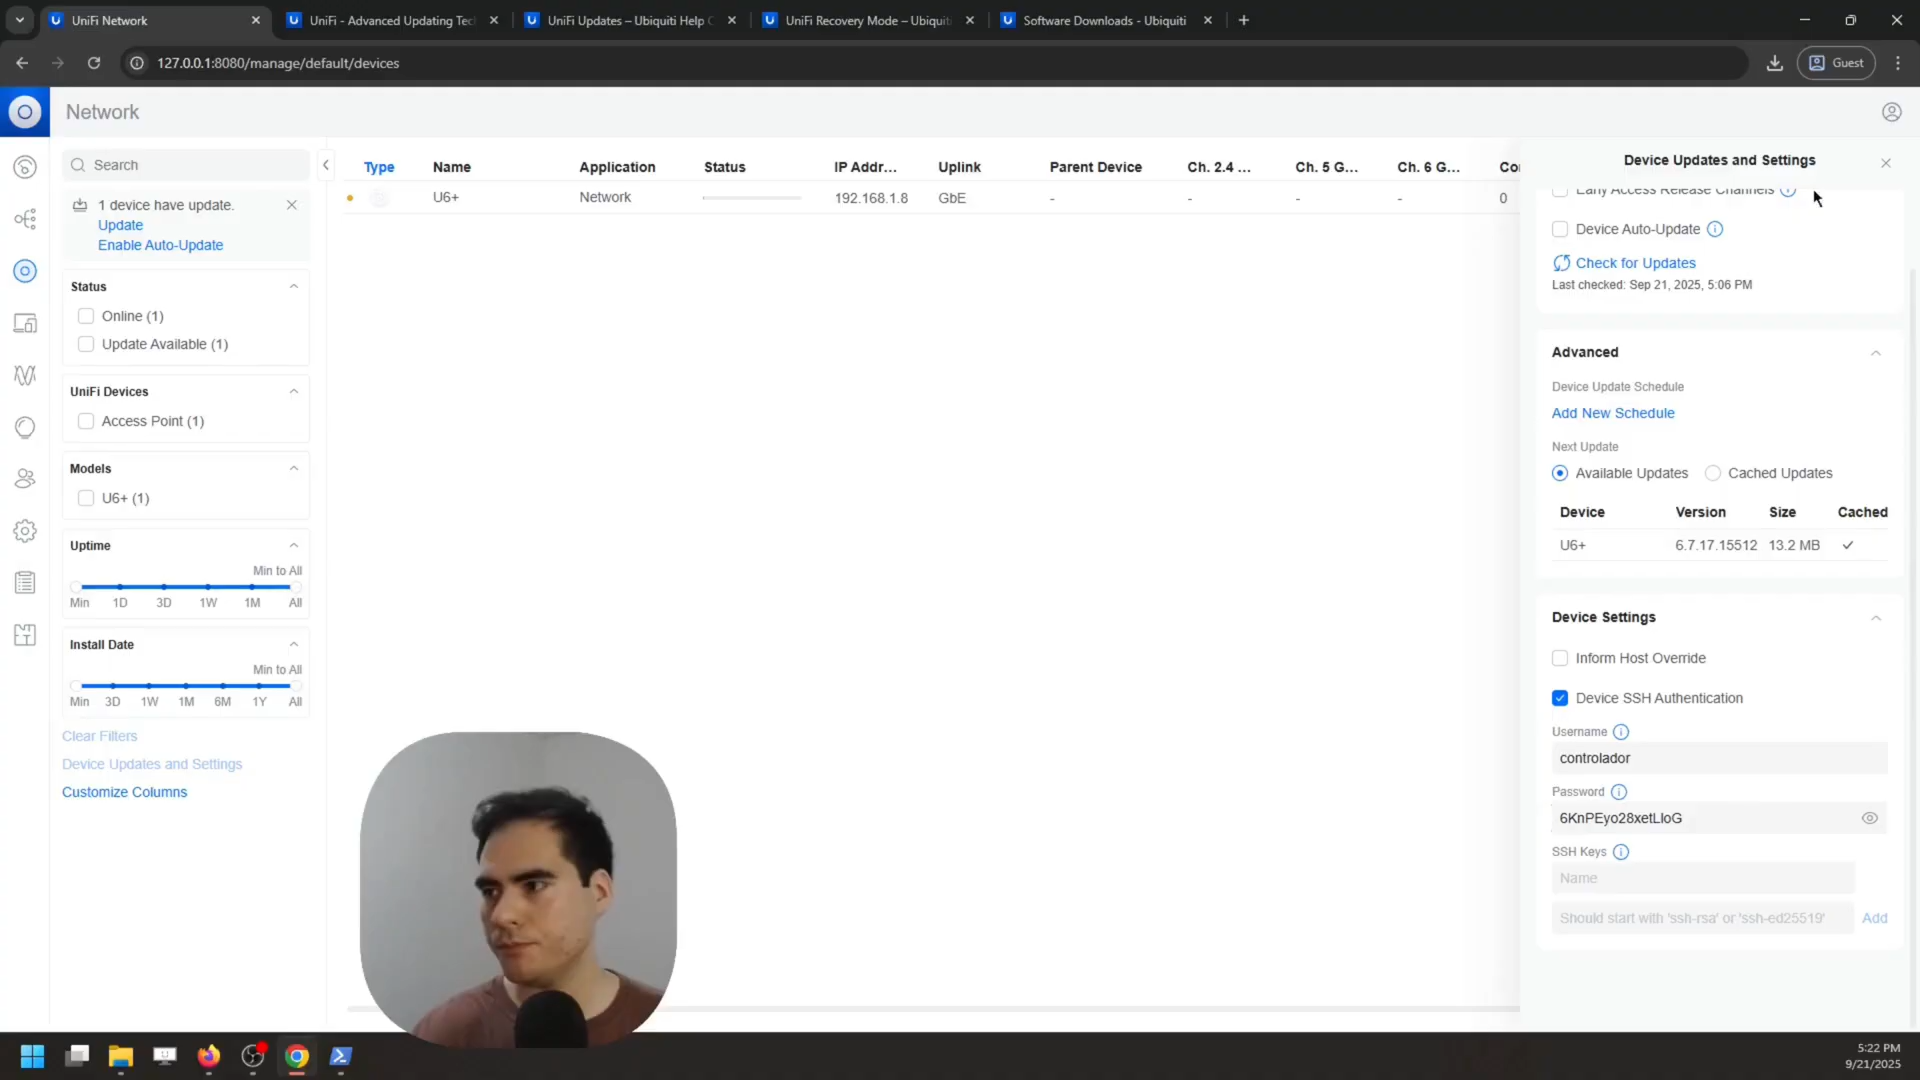 UniFi Network
UniFi - Advanced Updating Tec
UniFi Updates – Ubiquiti Help C
UniFi Recovery Mode – Ubiquit
Software Downloads - Ubiquiti
127.0.0.1:8080/manage/default/devices
Guest
Network
Search
1 device have update.
Update
Enable Auto-Update
Status
Online (1)
Update Available (1)
UniFi Devices
Access Point (1)
Models
U6+ (1)
Uptime
Min to All
Min 1D 3D 1W 1M All
Install Date
Min to All
Min 3D 1W 1M 6M 1Y All
Clear Filters
Device Updates and Settings
Customize Columns
Type Name Application Status IP Addr... Uplink Parent Device Ch. 2.4 ... Ch. 5 G... Ch. 6 G... Co
U6+ Network 192.168.1.8 GbE - - - - 0
Device Updates and Settings
Early Access Release Channels
Device Auto-Update
Check for Updates
Last checked: Sep 21, 2025, 5:06 PM
Advanced
Device Update Schedule
Add New Schedule
Next Update
Available Updates Cached Updates
Device Version Size Cached
U6+ 6.7.17.15512 13.2 MB
Device Settings
Inform Host Override
Device SSH Authentication
Username
controlador
Password
6KnPEyo28xetLloG
SSH Keys
Name
Should start with 'ssh-rsa' or 'ssh-ed25519'
Add
5:22 PM
9/21/2025